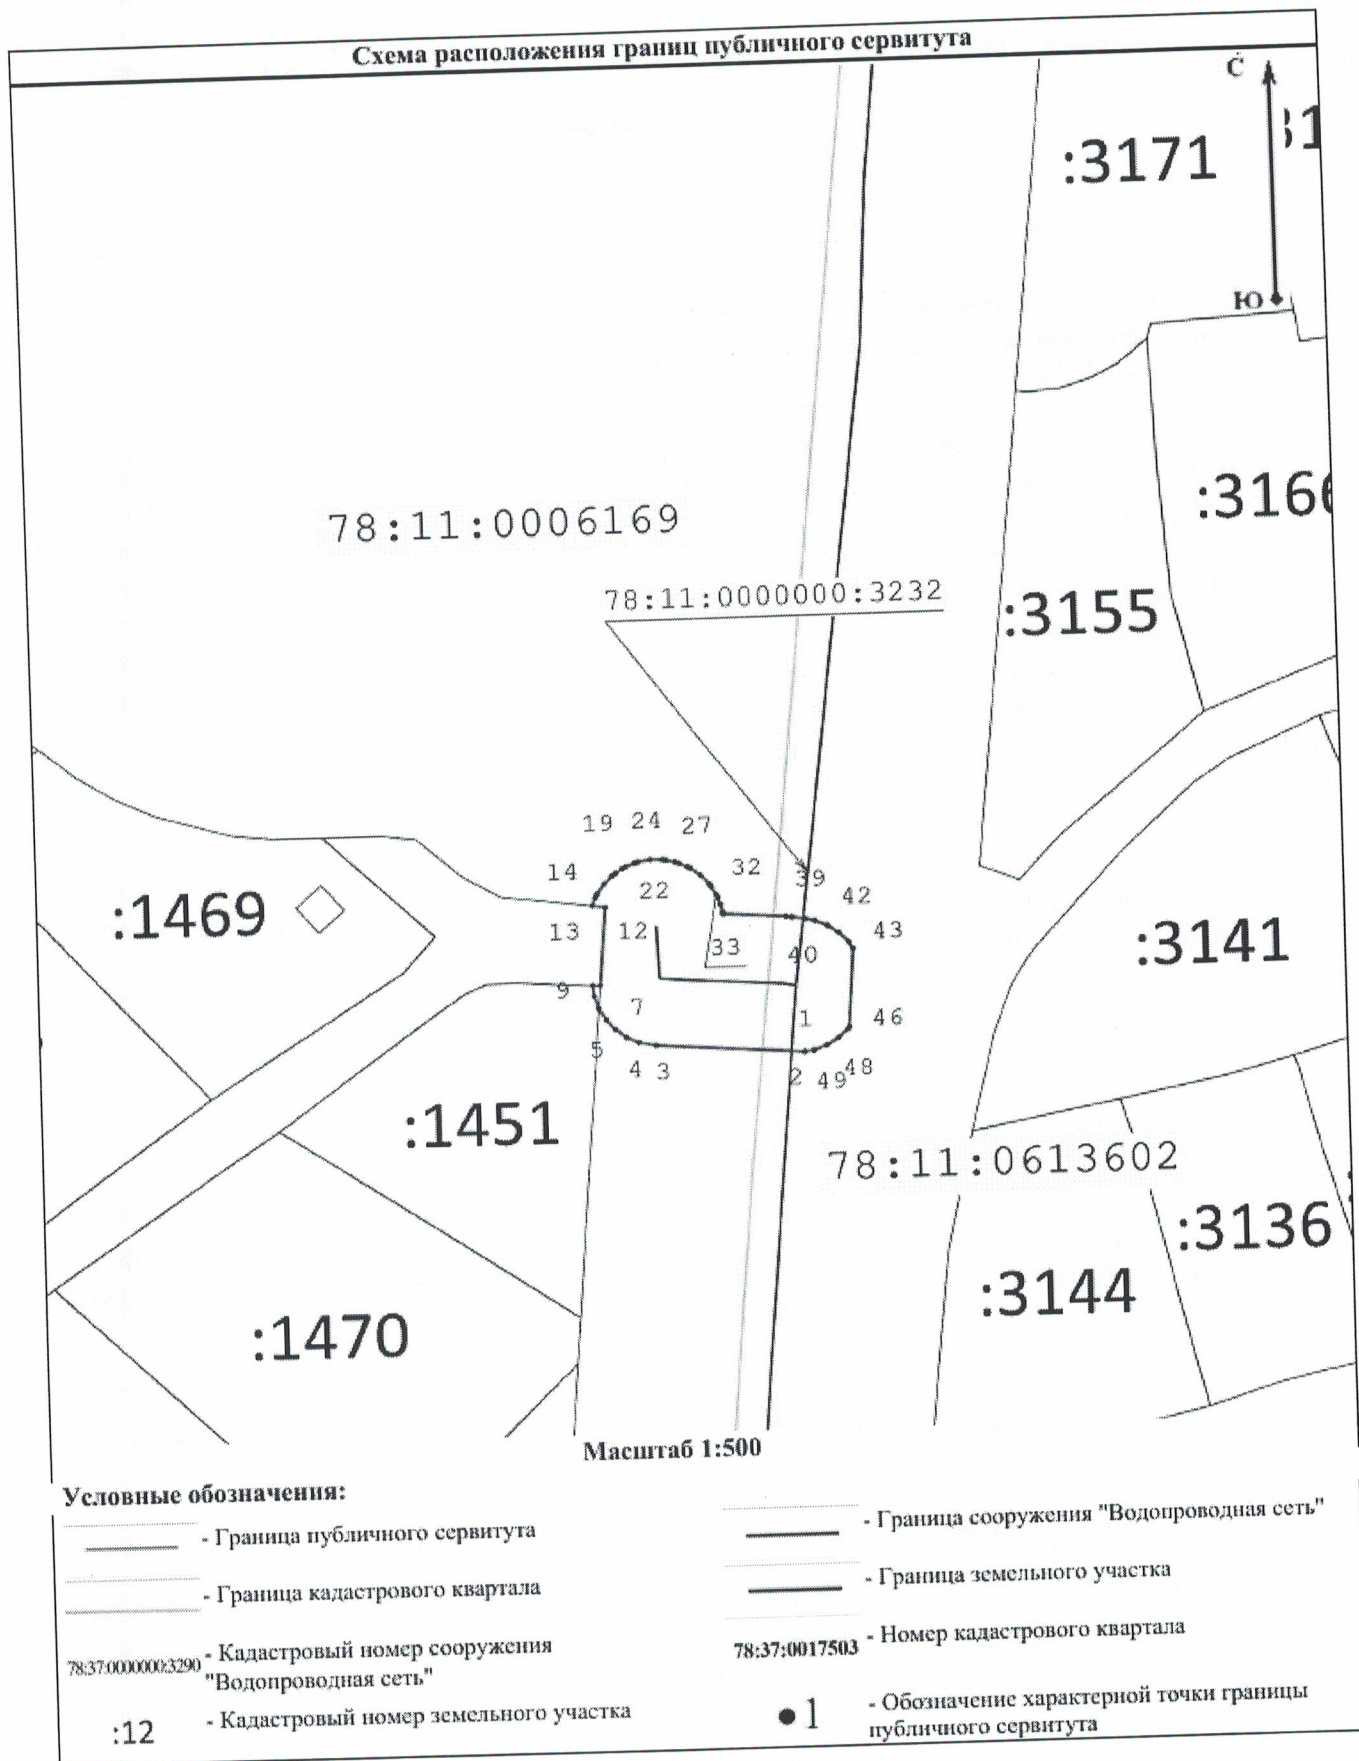 Схема расположения границ публичного сервитута
С
:3171
Ю
:3166
78:11:0006169
78:11:0000000:3232
:3155
19 24 27
14 22 32 39 42
:1469
13 12 33 40 43
:3141
9 7 1 46
5 4 3 2 49 48
:1451
78:11:0613602
:3136
:3144
:1470
Масштаб 1:500
Условные обозначения:
- Граница публичного сервитута
- Граница кадастрового квартала
78:37:0000000:3290 - Кадастровый номер сооружения
"Водопроводная сеть"
:12 - Кадастровый номер земельного участка
- Граница сооружения "Водопроводная сеть"
- Граница земельного участка
78:37:0017503 - Номер кадастрового квартала
1 - Обозначение характерной точки границы
публичного сервитута